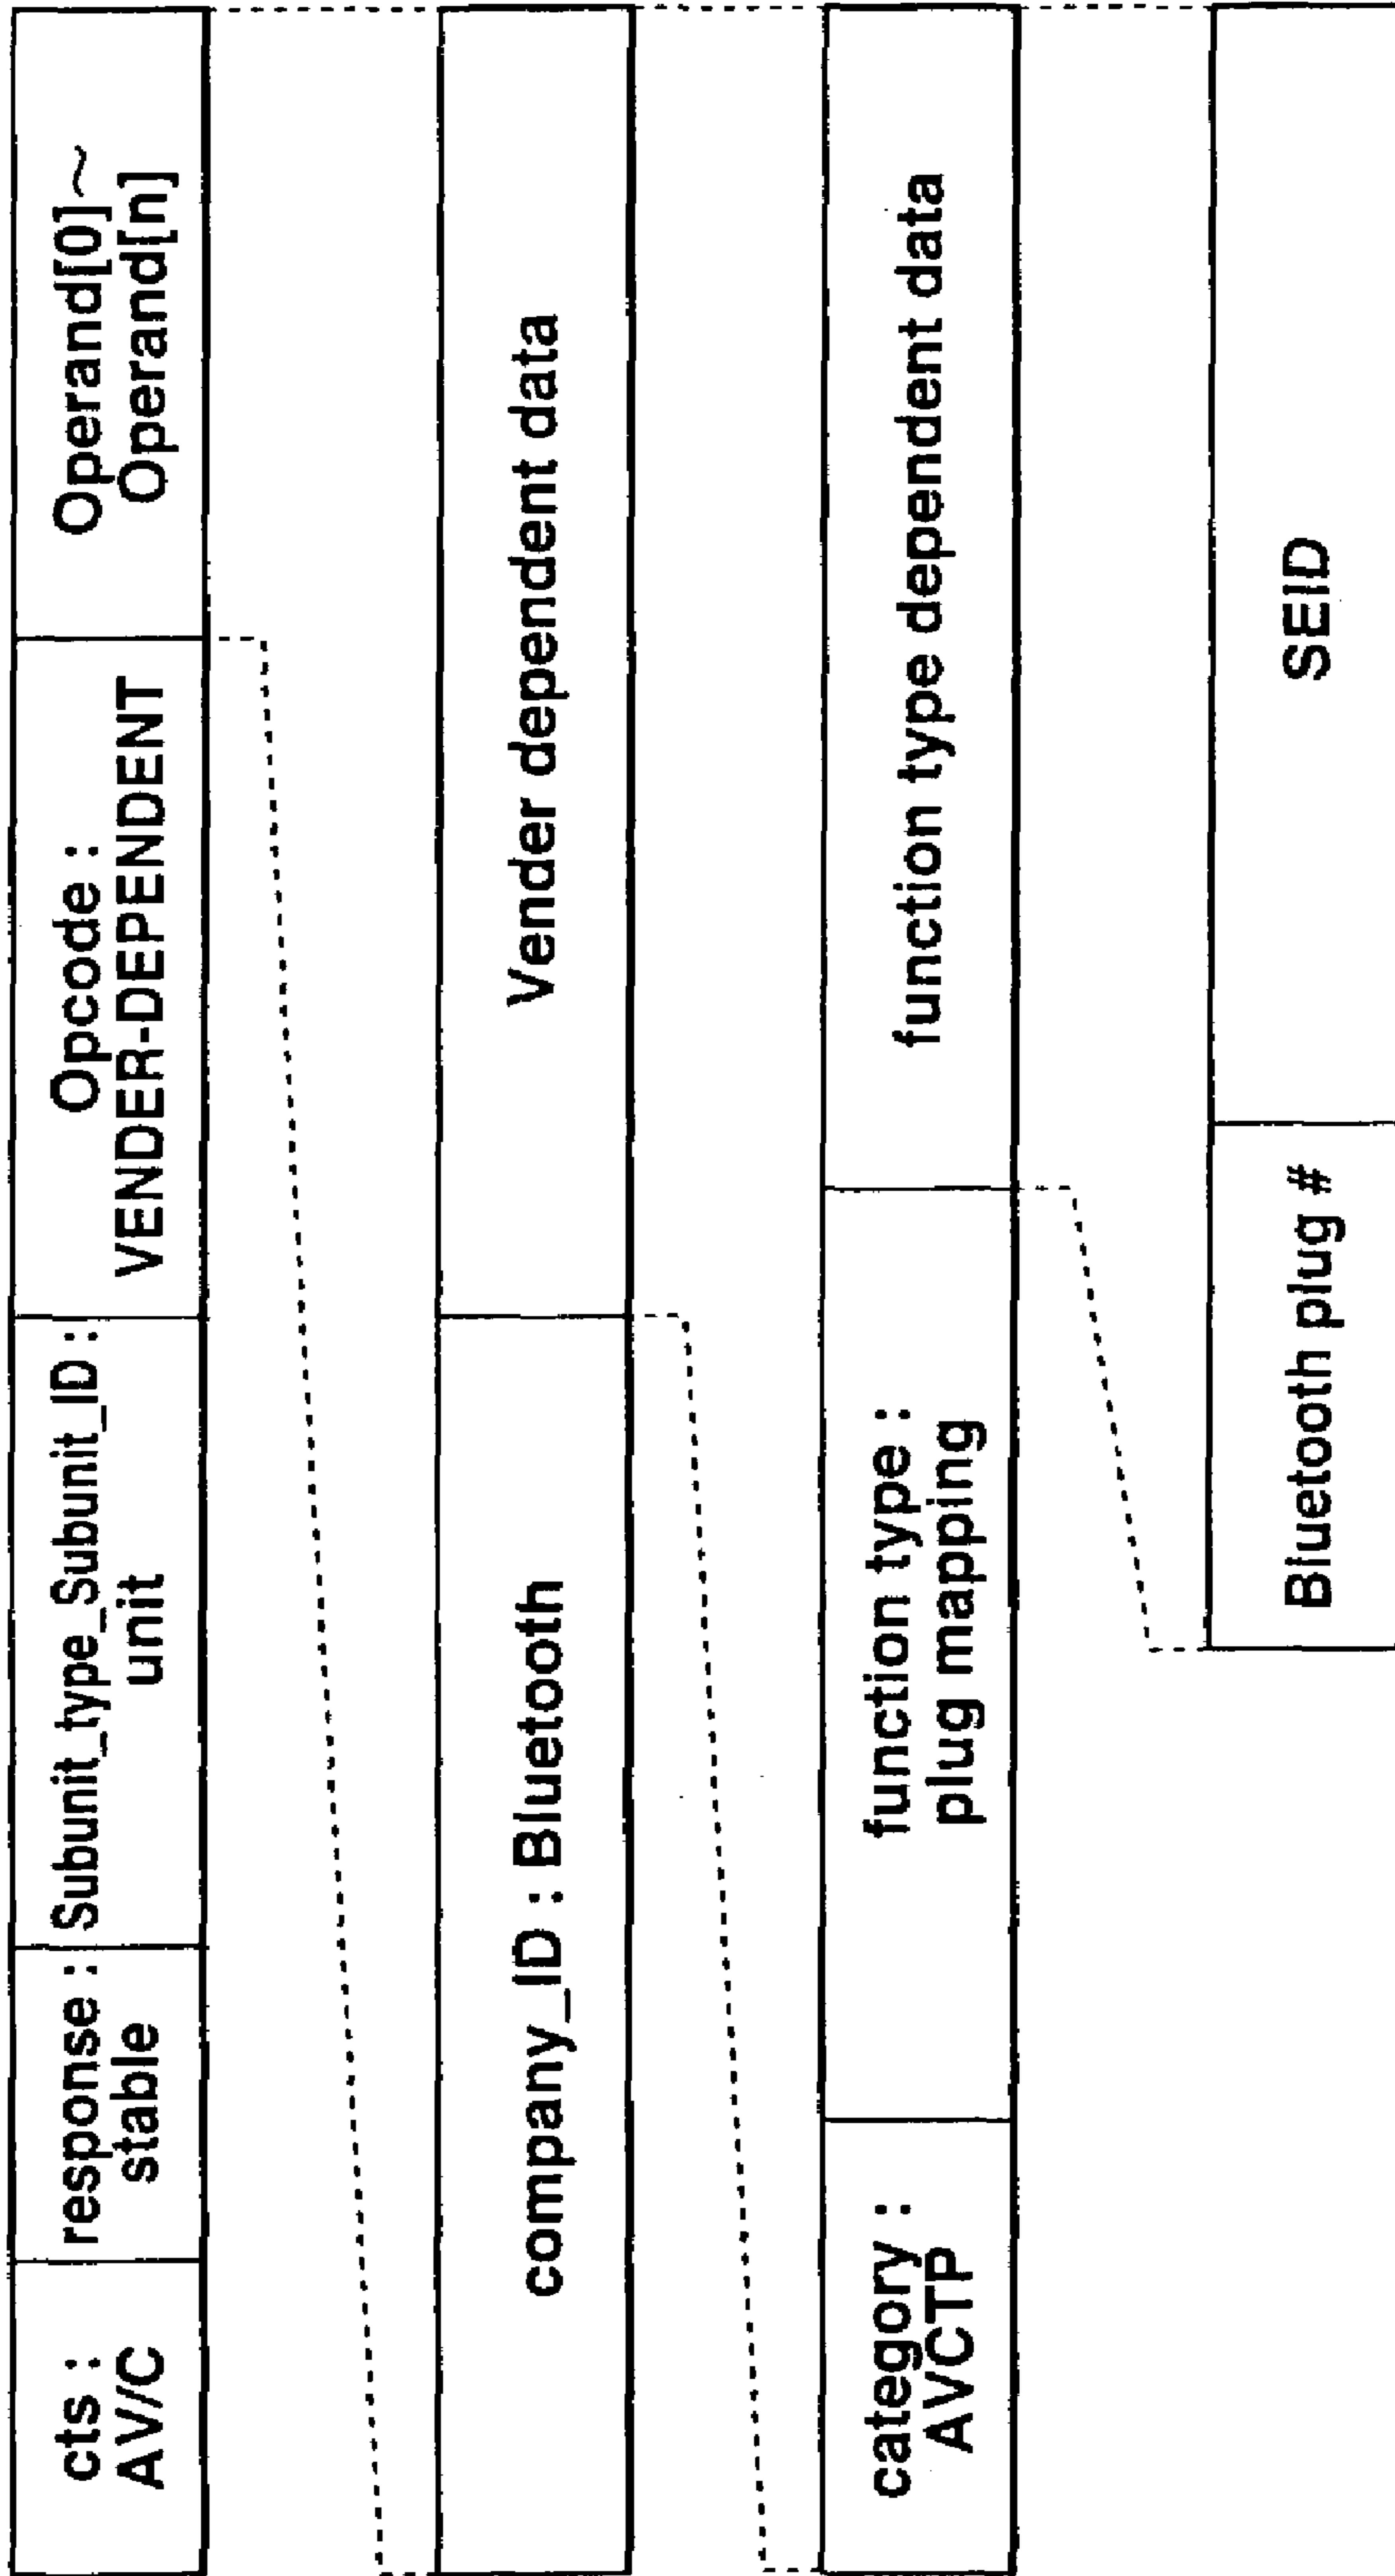 cts :
AV/C
response :
stable
Subunit_type_Subunit_ID :
unit
Opcode :
VENDER-DEPENDENT
Operand[0]~
Operand[n]
company_ID : Bluetooth
Vender dependent data
category :
AVCTP
function type :
plug mapping
function type dependent data
Bluetooth plug #
SEID